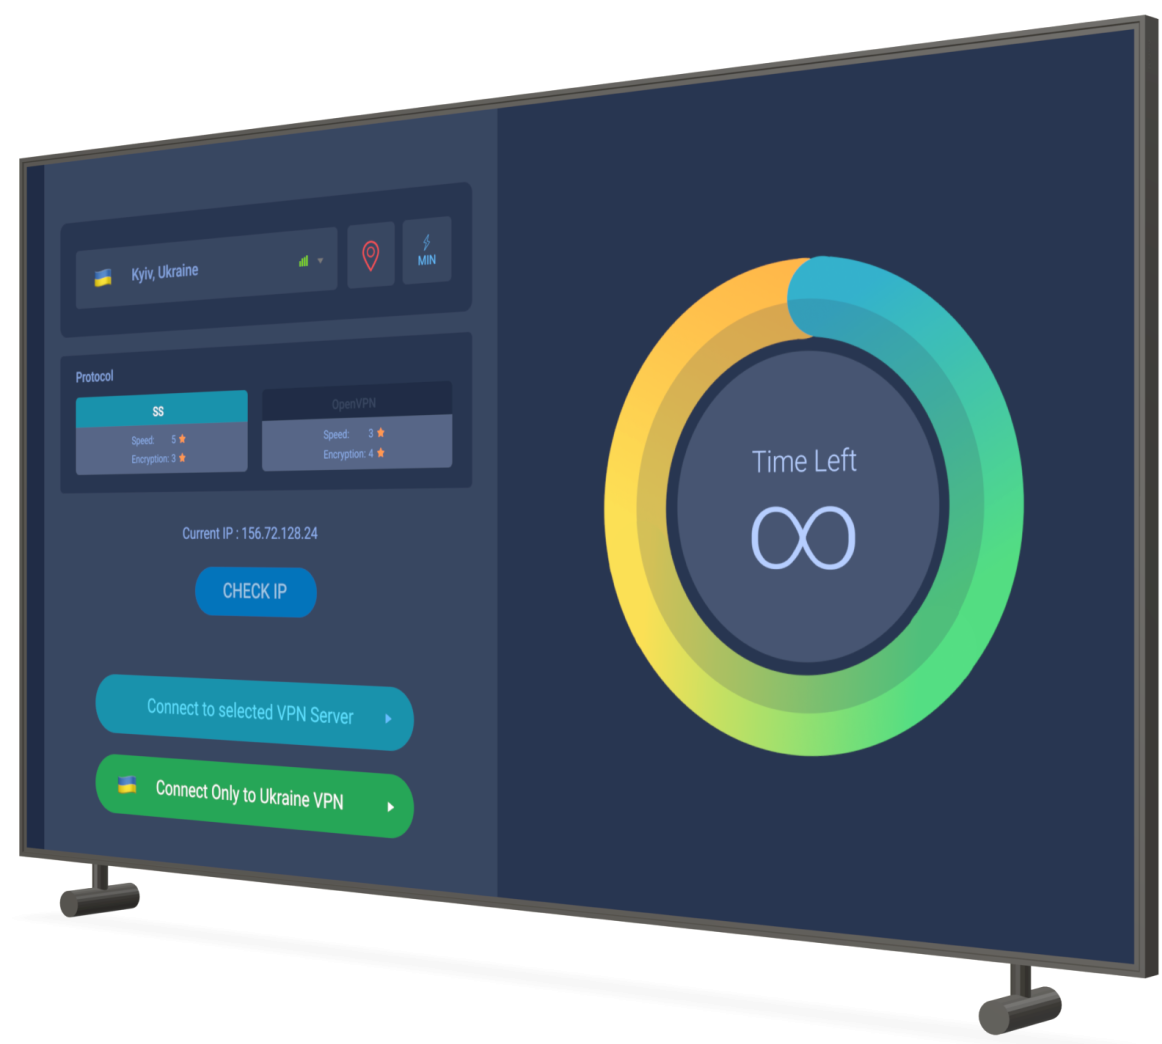 Kyiv, Ukraine
MIN
Protocol
SS
OpenVPN
Speed: 5
Speed: 3
Encryption: 3
Encryption: 4
Current IP : 156.72.128.24
CHECK IP
Connect to selected VPN Server
Connect Only to Ukraine VPN
Time Left
∞